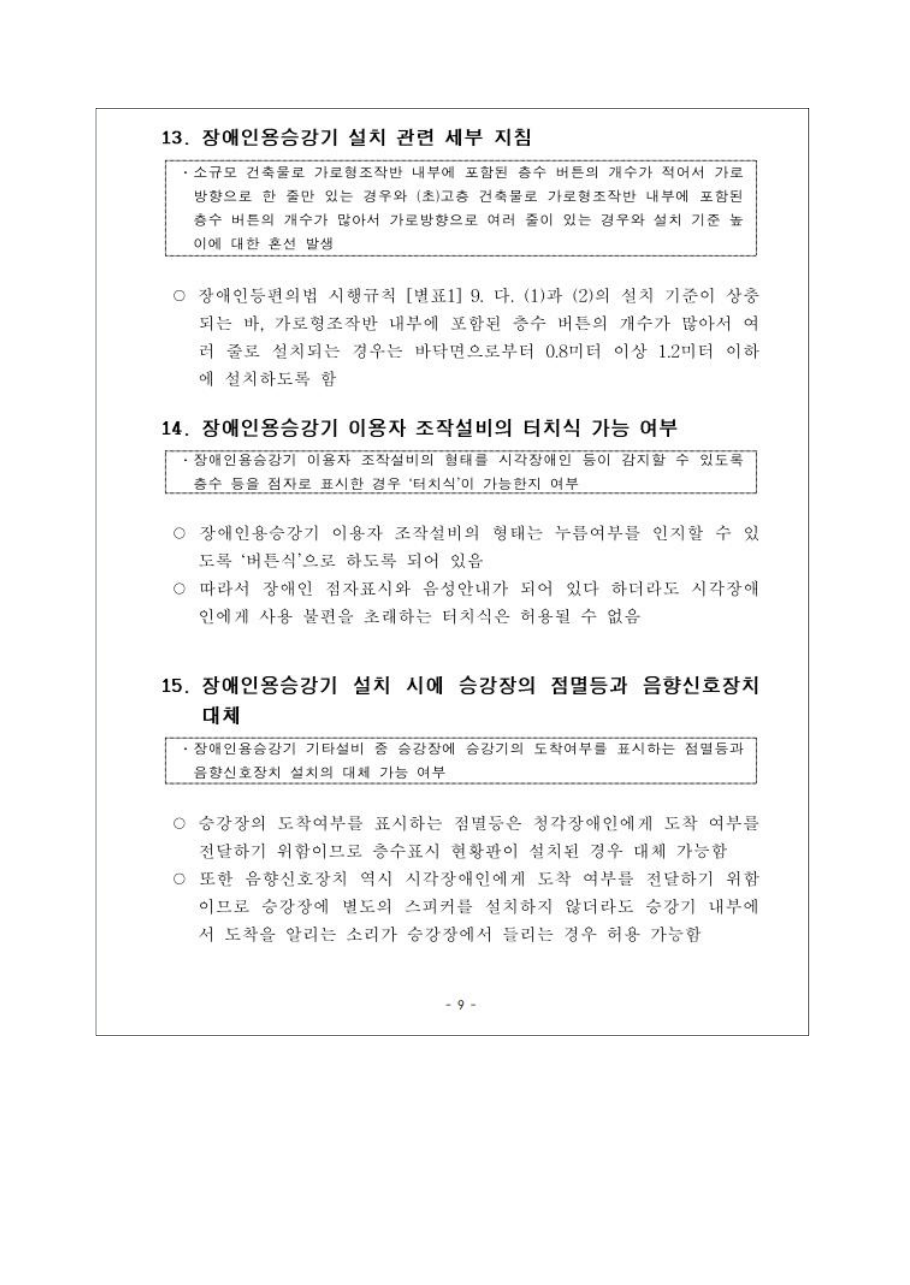 13. 장애인용승강기 설치 관련 세부 지침
· 소규모 건축물로 가로형조작반 내부에 포함된 층수 버튼의 개수가 적어서 가로
방향으로 한 줄만 있는 경우와 (초)고층 건축물로 가로형조작반 내부에 포함된
층수 버튼의 개수가 많아서 가로방향으로 여러 줄이 있는 경우와 설치 기준 높
이에 대한 혼선 발생
○ 장애인등편의법 시행규칙 [별표1] 9. 다. (1)과 (2)의 설치 기준이 상충
되는 바, 가로형조작반 내부에 포함된 층수 버튼의 개수가 많아서 여
러 줄로 설치되는 경우는 바닥면으로부터 0.8미터 이상 1.2미터 이하
에 설치하도록 함
14. 장애인용승강기 이용자 조작설비의 터치식 가능 여부
· 장애인용승강기 이용자 조작설비의 형태를 시각장애인 등이 감지할 수 있도록
층수 등을 점자로 표시한 경우 ‘터치식’이 가능한지 여부
○ 장애인용승강기 이용자 조작설비의 형태는 누름여부를 인지할 수 있
도록 ‘버튼식’으로 하도록 되어 있음
○ 따라서 장애인 점자표시와 음성안내가 되어 있다 하더라도 시각장애
인에게 사용 불편을 초래하는 터치식은 허용될 수 없음
15. 장애인용승강기 설치 시에 승강장의 점멸등과 음향신호장치
대체
· 장애인용승강기 기타설비 중 승강장에 승강기의 도착여부를 표시하는 점멸등과
음향신호장치 설치의 대체 가능 여부
○ 승강장의 도착여부를 표시하는 점멸등은 청각장애인에게 도착 여부를
전달하기 위함이므로 층수표시 현황판이 설치된 경우 대체 가능함
○ 또한 음향신호장치 역시 시각장애인에게 도착 여부를 전달하기 위함
이므로 승강장에 별도의 스피커를 설치하지 않더라도 승강기 내부에
서 도착을 알리는 소리가 승강장에서 들리는 경우 허용 가능함
- 9 -